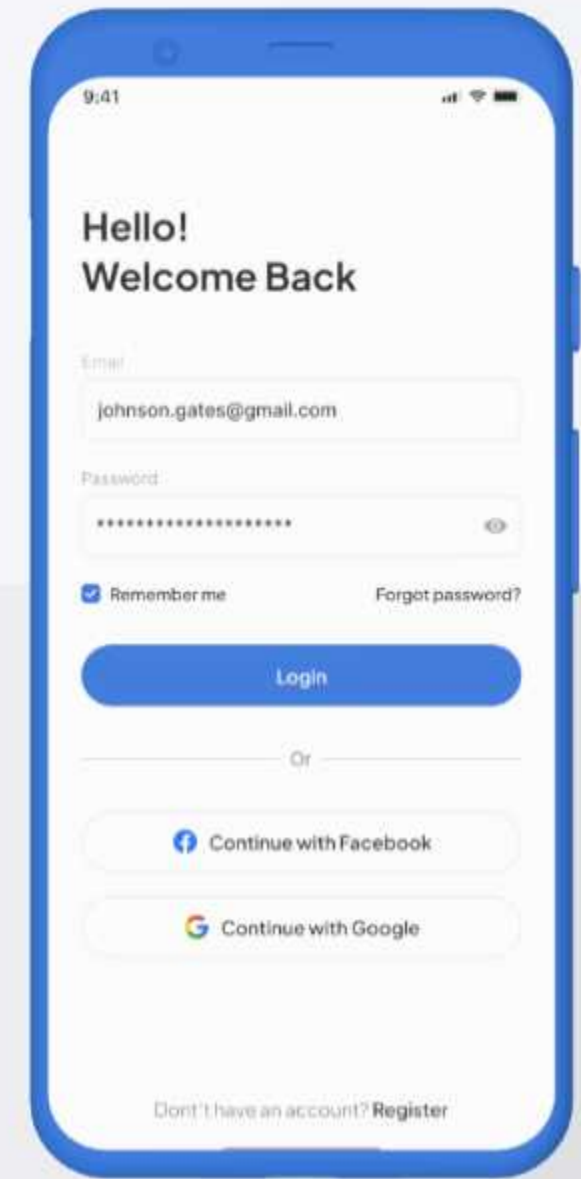 9:41
Hello!
Welcome Back
Email
johnson.gates@gmail.com
Password
********************
Remember me Forgot password?
Login
Or
Continue with Facebook
Continue with Google
Dont't have an account? Register